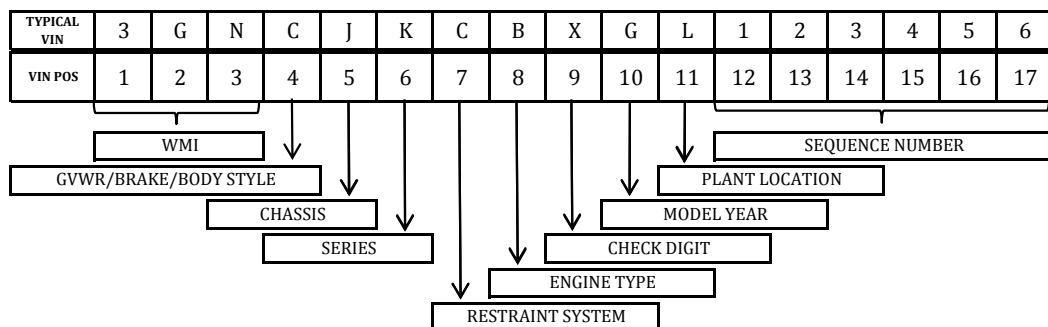 TYPICAL VIN 3 G N C J K C B X G L 1 2 3 4 5 6
VIN POS 1 2 3 4 5 6 7 8 9 10 11 12 13 14 15 16 17
WMI SEQUENCE NUMBER
GVWR/BRAKE/BODY STYLE PLANT LOCATION
CHASSIS MODEL YEAR
SERIES CHECK DIGIT
ENGINE TYPE
RESTRAINT SYSTEM